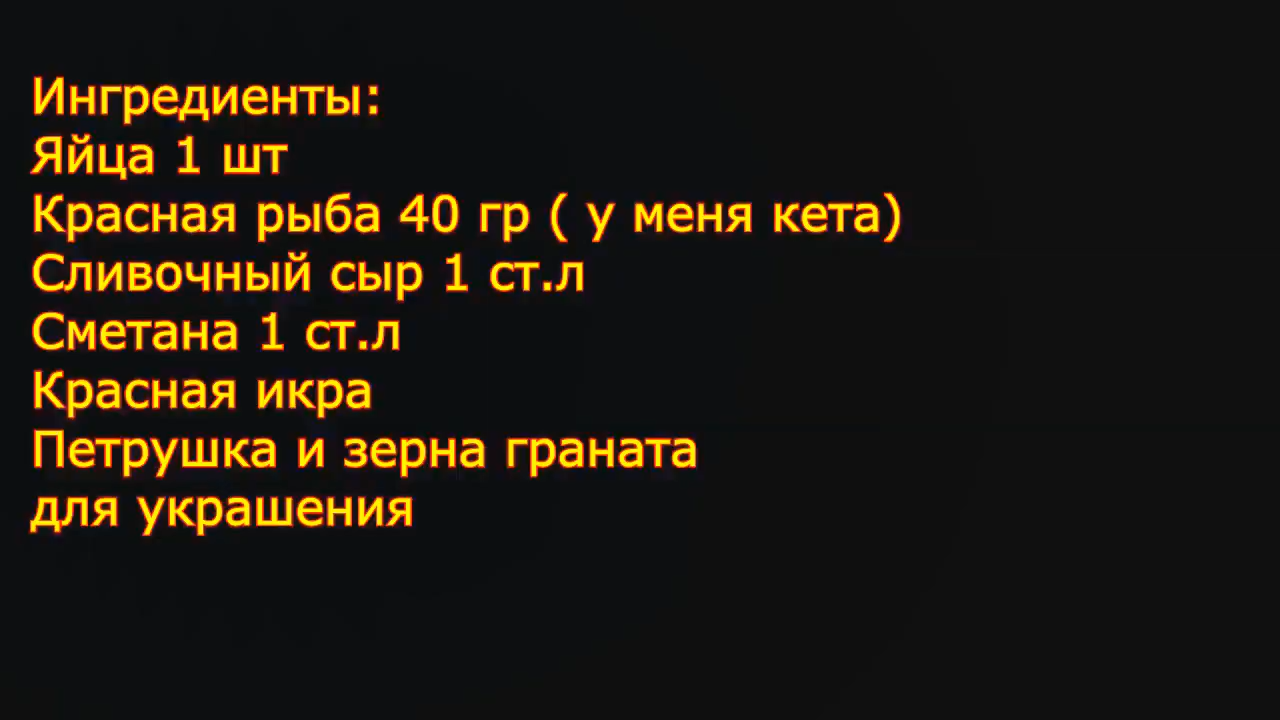 Ингредиенты:
Яйца 1 шт
Красная рыба 40 гр ( у меня кета)
Сливочный сыр 1 ст.л
Сметана 1 ст.л
Красная икра
Петрушка и зерна граната
для украшения